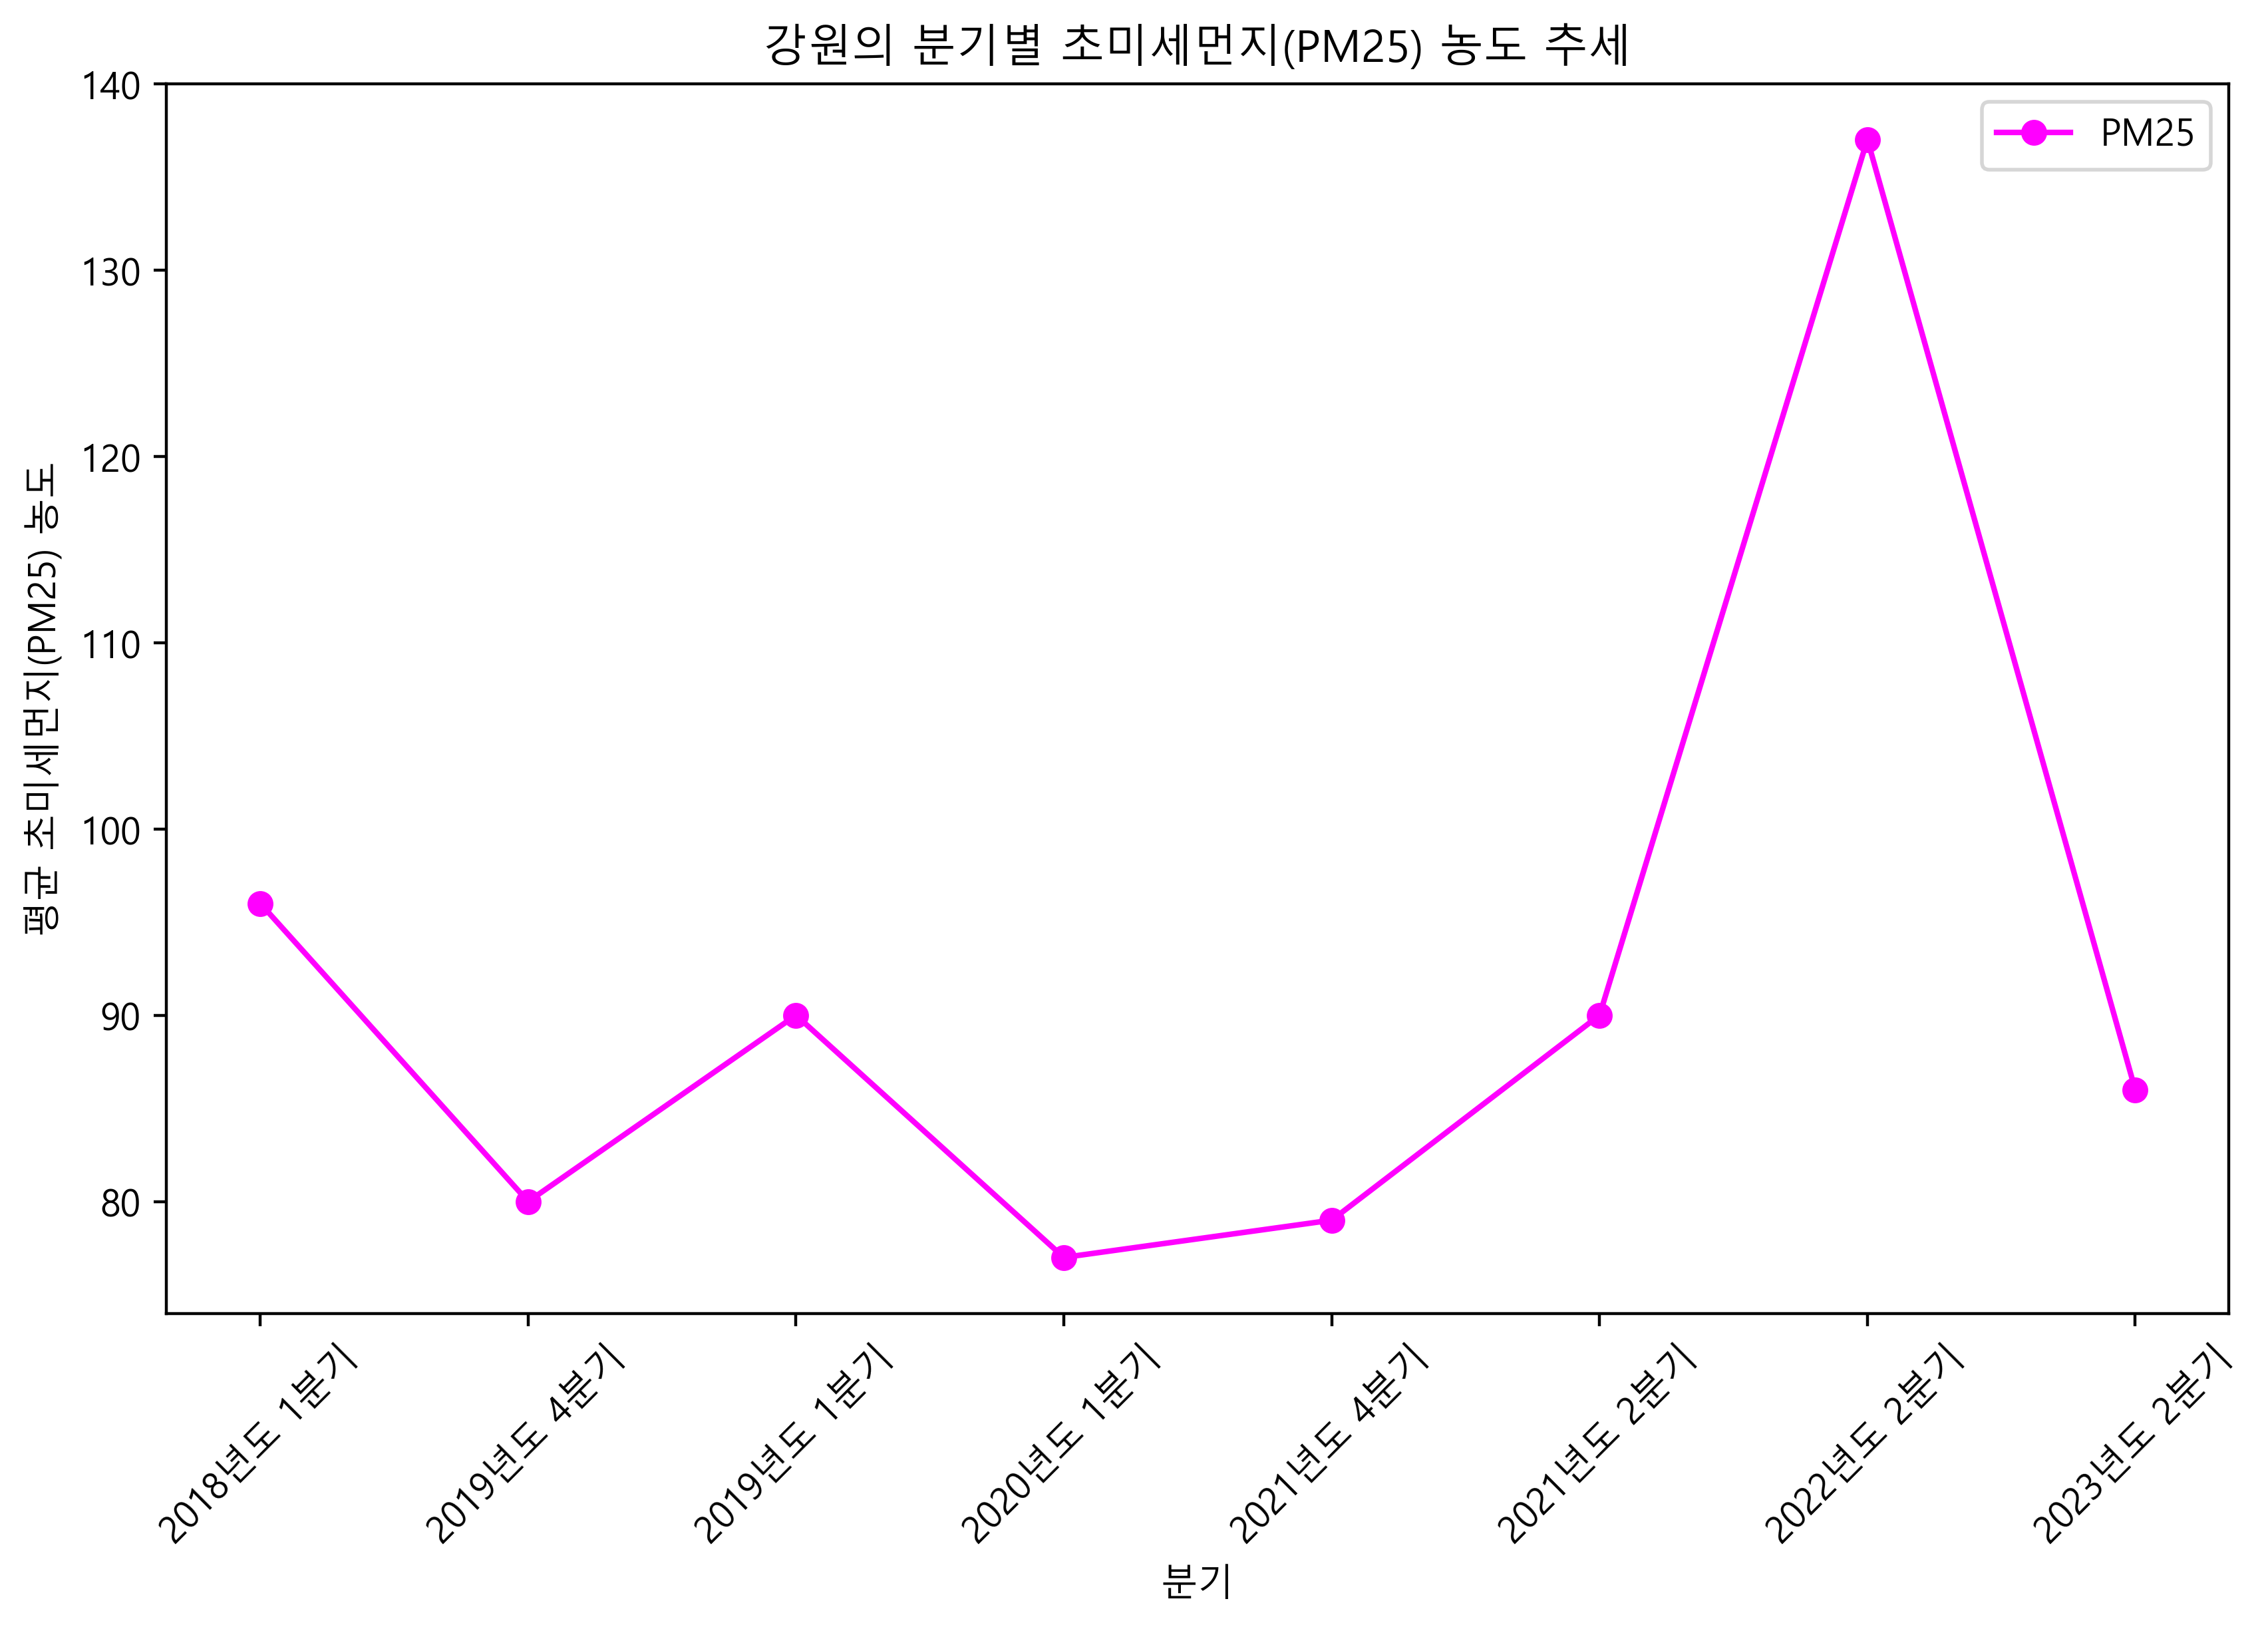 강원의 분기별 초미세먼지(PM25) 농도 추세
PM25
평균 초미세먼지(PM25) 농도
140
130
120
110
100
90
80
2018년도 1분기
2019년도 4분기
2019년도 1분기
2020년도 1분기
2021년도 4분기
2021년도 2분기
2022년도 2분기
2023년도 2분기
분기